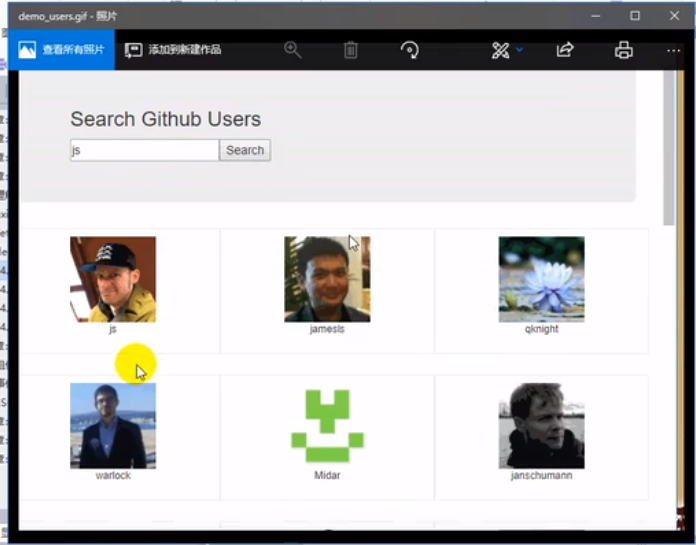 demo_users.gif - 照片
查看所有照片
添加到新建作品
Search Github Users
js
Search
js
jamesls
qknight
warlock
Midar
janschumann